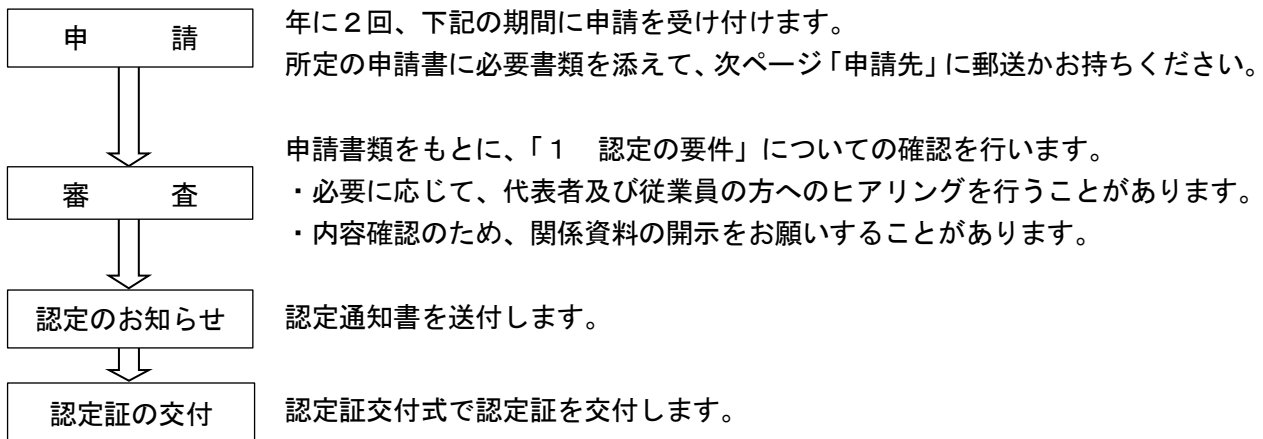 申　　請
年に２回、下記の期間に申請を受け付けます。
所定の申請書に必要書類を添えて、次ページ「申請先」に郵送かお持ちください。
審　　査
申請書類をもとに、「１　認定の要件」についての確認を行います。
・必要に応じて、代表者及び従業員の方へのヒアリングを行うことがあります。
・内容確認のため、関係資料の開示をお願いすることがあります。
認定のお知らせ
認定通知書を送付します。
認定証の交付
認定証交付式で認定証を交付します。